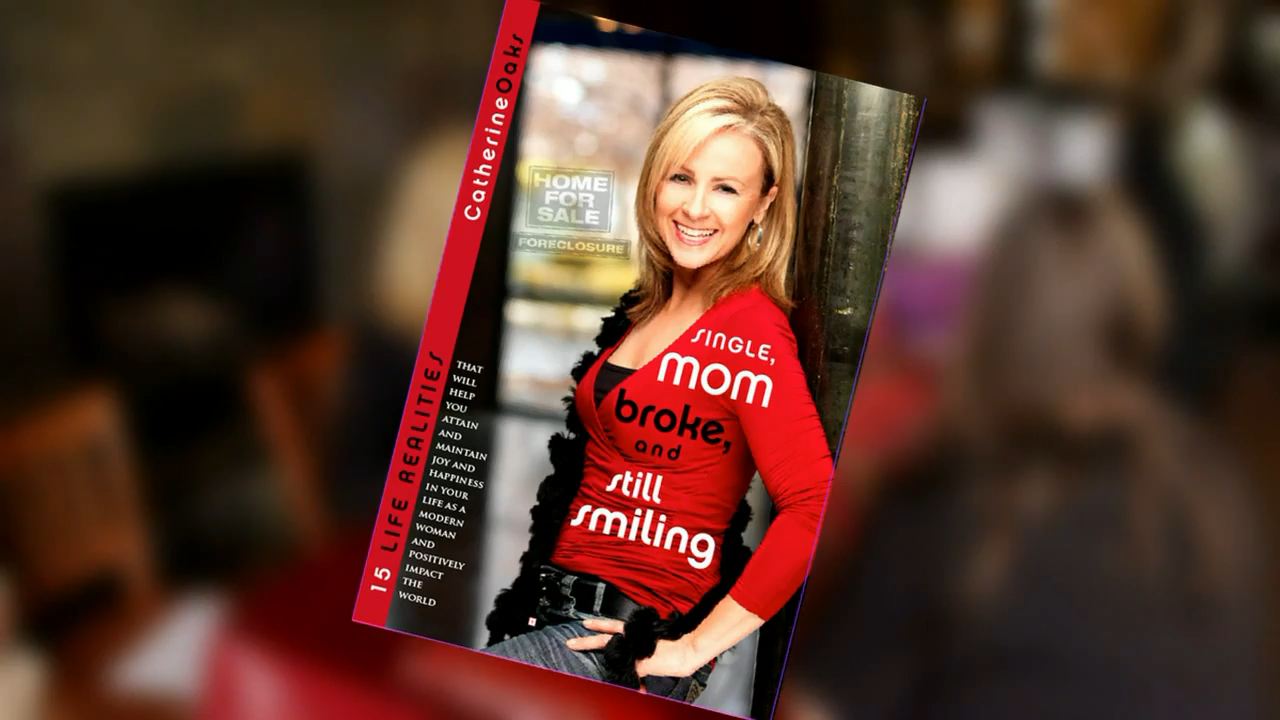 CatherineOaks
HOME
FOR
SALE
FORECLOSURE
SINGLE,
mom
broke,
and
still
smiling
15 LIFE REALITIES
THAT
WILL
HELP
YOU
ATTAIN
AND
MAINTAIN
JOY AND
HAPPINESS
IN YOUR
LIFE AS A
MODERN
WOMAN
AND
POSITIVELY
IMPACT
THE
WORLD